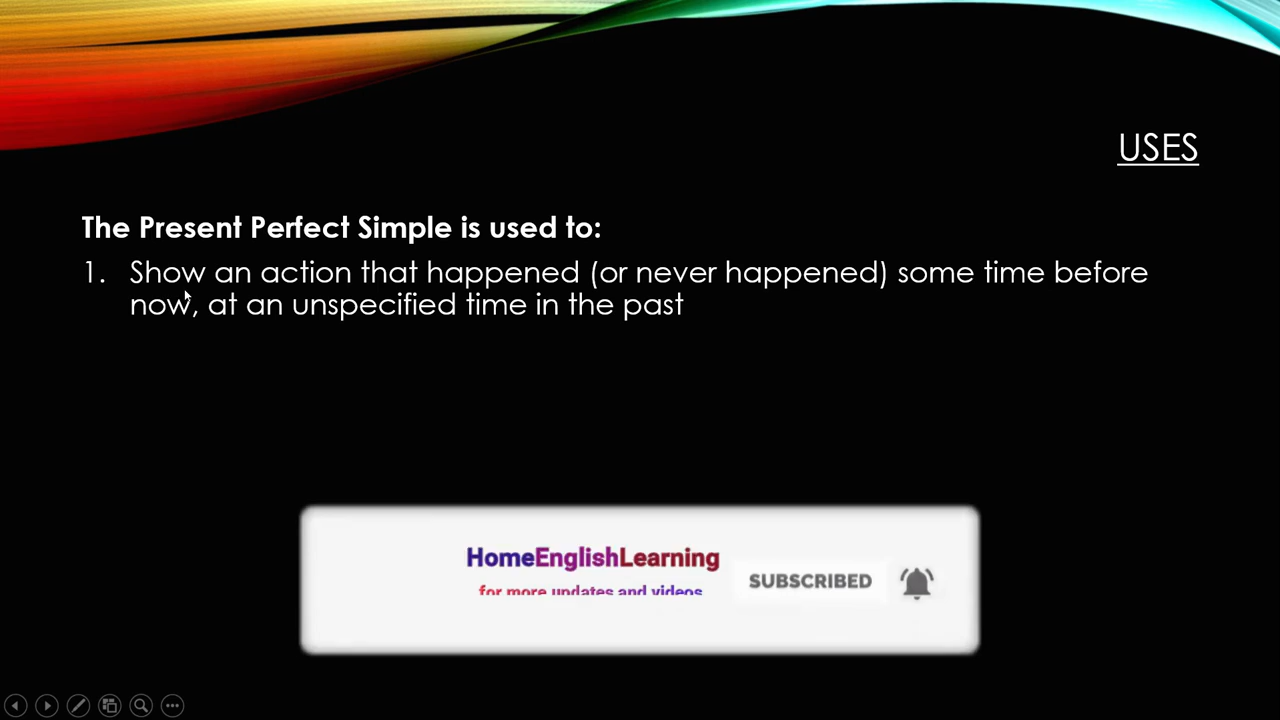 USES
The Present Perfect Simple is used to:
1. Show an action that happened (or never happened) some time before
now, at an unspecified time in the past
HomeEnglishLearning
for more updates and videos
SUBSCRIBED